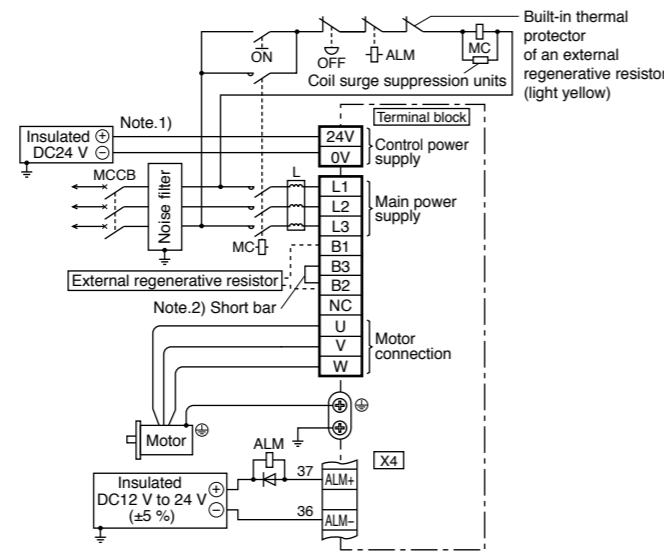 Built-in thermal
protector
of an external
regenerative resistor
(light yellow)
ON
OFF
ALM
MC
Coil surge suppression units
Note.1)
Insulated ⊕
DC24 V ⊖
Terminal block
24V
0V
Control power
supply
MCCB
Noise filter
L
MC
L1
L2
L3
Main power
supply
B1
B3
B2
NC
External regenerative resistor
Note.2) Short bar
U
V
W
Motor
connection
Motor
ALM
X4
Insulated
DC12 V to 24 V
(±5 %)
⊕
⊖
37
ALM+
36
ALM−